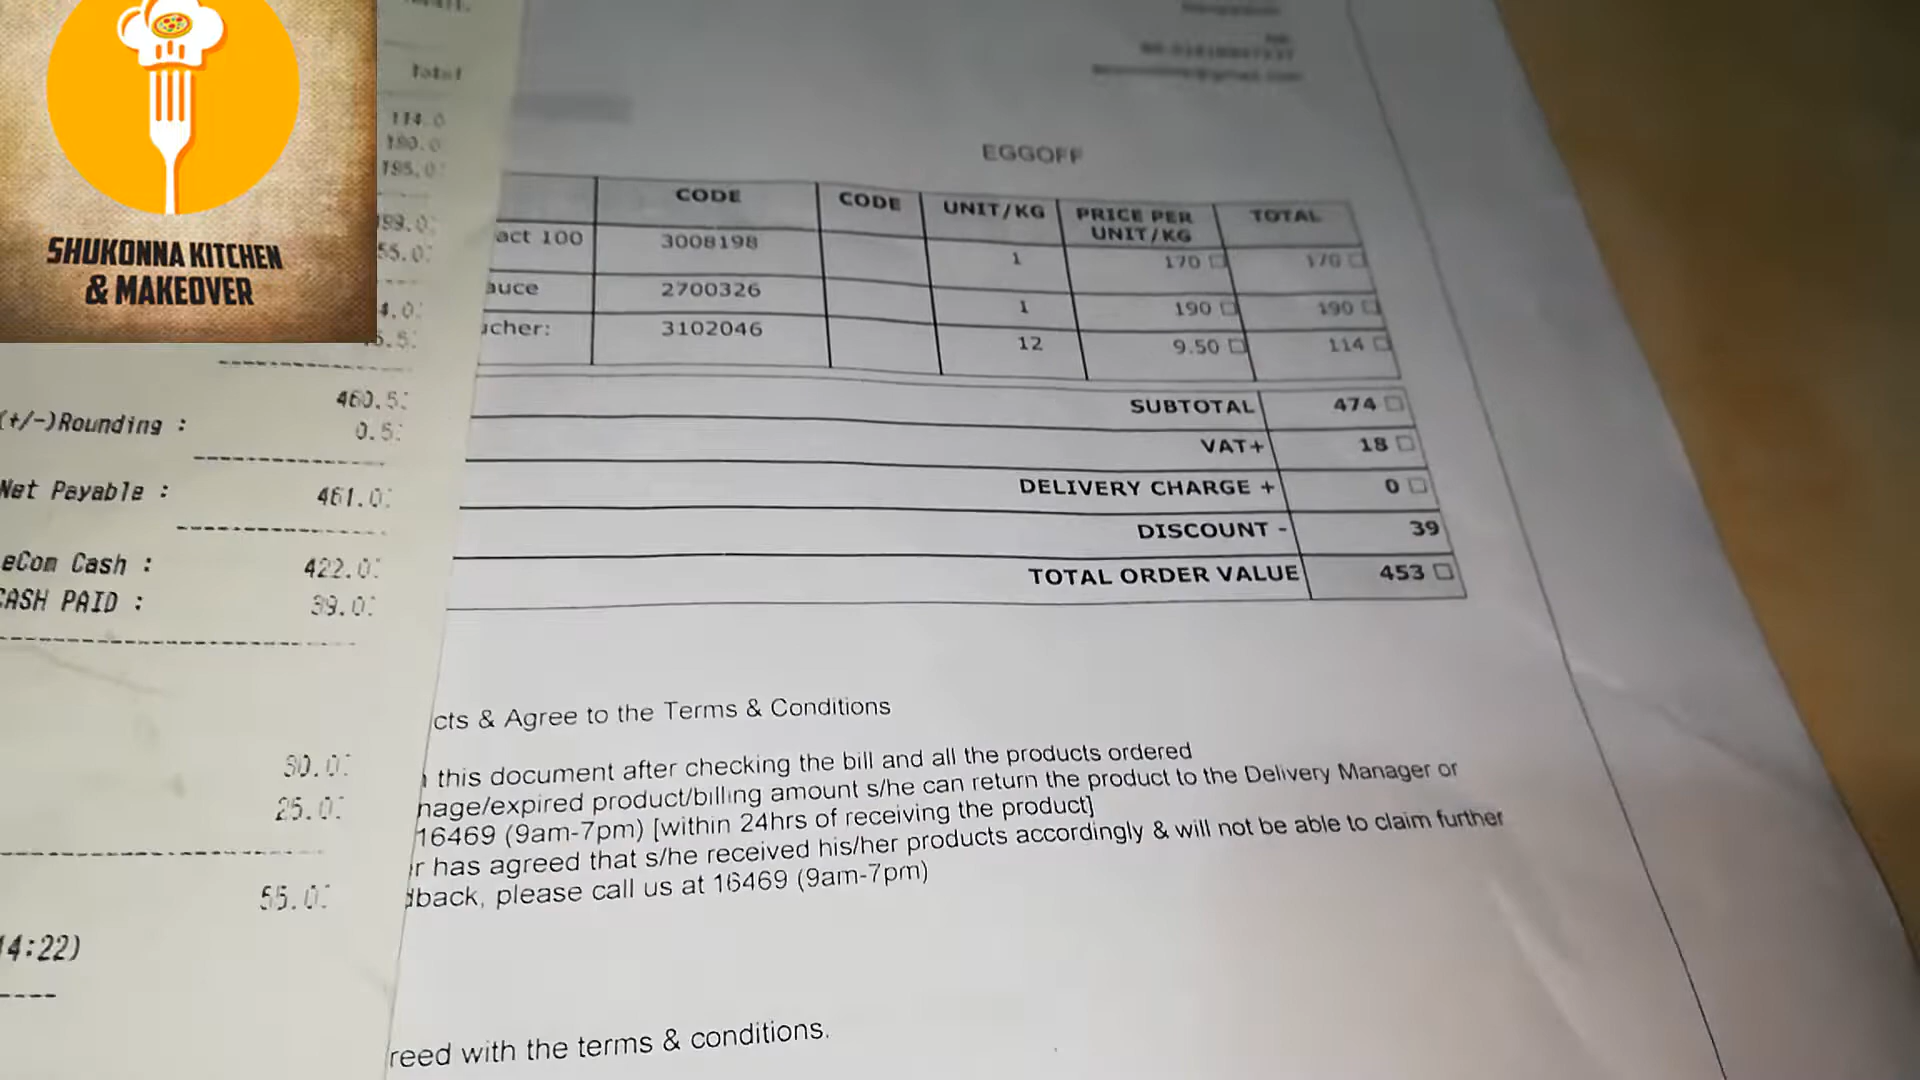 SHUKONNA KITCHEN
& MAKEOVER
Total
114.0
190.0
195.0
399.0
55.0
4.0
5.5
460.5
(+/-)Rounding : 0.5
Net Payable : 461.0
eCom Cash : 422.0
CASH PAID : 39.0
30.0
25.0
55.0
14:22)
EGGOFF
CODE CODE UNIT/KG PRICE PER UNIT/KG TOTAL
act 100 3008198 1 170 170
auce 2700326 1 190 190
ucher: 3102046 12 9.50 114
SUBTOTAL 474
VAT+ 18
DELIVERY CHARGE + 0
DISCOUNT - 39
TOTAL ORDER VALUE 453
cts & Agree to the Terms & Conditions
this document after checking the bill and all the products ordered
mage/expired product/billing amount s/he can return the product to the Delivery Manager or
16469 (9am-7pm) [within 24hrs of receiving the product]
r has agreed that s/he received his/her products accordingly & will not be able to claim further
dback, please call us at 16469 (9am-7pm)
reed with the terms & conditions.